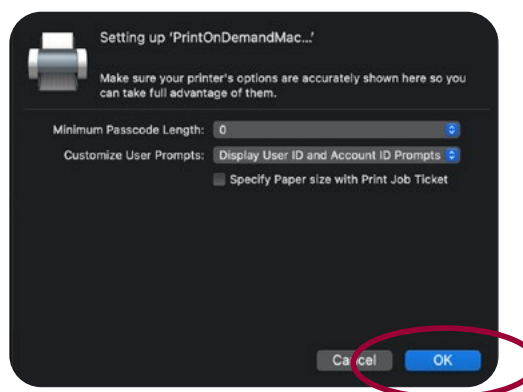 Setting up 'PrintOnDemandMac...'
Make sure your printer's options are accurately shown here so you
can take full advantage of them.
Minimum Passcode Length: 0
Customize User Prompts: Display User ID and Account ID Prompts
Specify Paper size with Print Job Ticket
Cancel OK